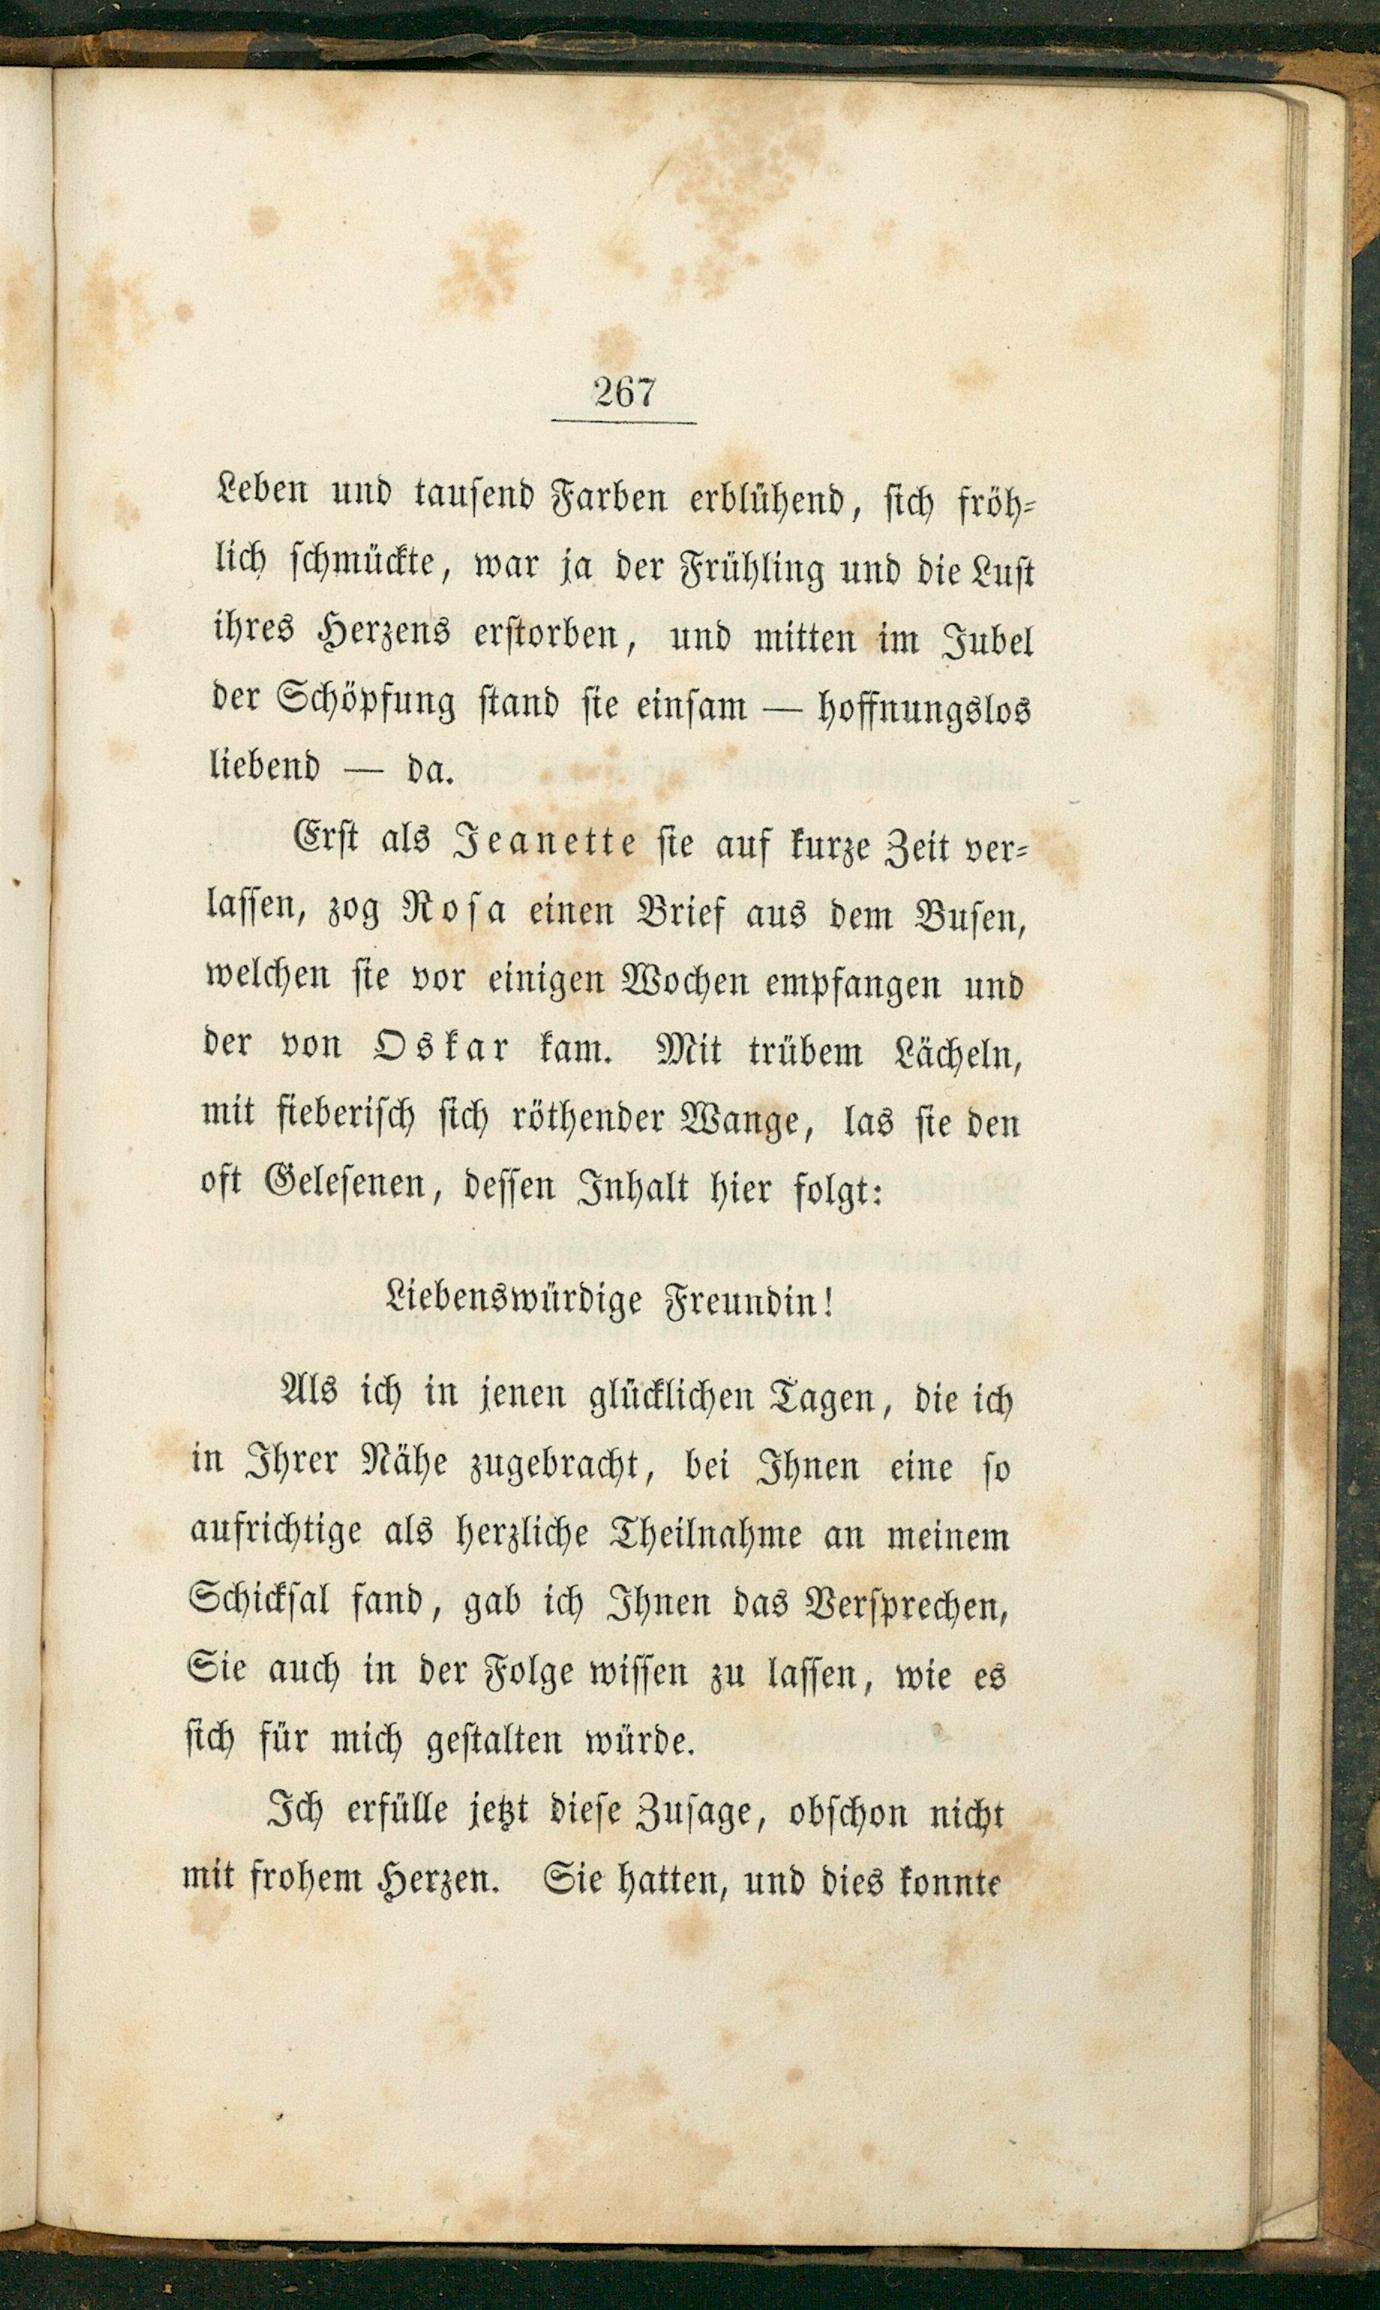 267
Leben und tausend Farben erblühend, sich fröh-
lich schmückte, war ja der Frühling und die Lust
ihres Herzens erstorben, und mitten im Jubel
der Schöpfung stand sie einsam — hoffnungslos
liebend — da.
Erst als Jeanette sie auf kurze Zeit ver-
lassen, zog Rosa einen Brief aus dem Busen,
welchen sie vor einigen Wochen empfangen und
der von Oskar kam. Mit trübem Lächeln,
mit fieberisch sich röthender Wange, las sie den
oft Gelesenen, dessen Inhalt hier folgt:
Liebenswürdige Freundin!
Als ich in jenen glücklichen Tagen, die ich
in Ihrer Nähe zugebracht, bei Ihnen eine so
aufrichtige als herzliche Theilnahme an meinem
Schicksal fand, gab ich Ihnen das Versprechen,
Sie auch in der Folge wissen zu lassen, wie es
sich für mich gestalten würde.
Ich erfülle jetzt diese Zusage, obschon nicht
mit frohem Herzen. Sie hatten, und dies konnte